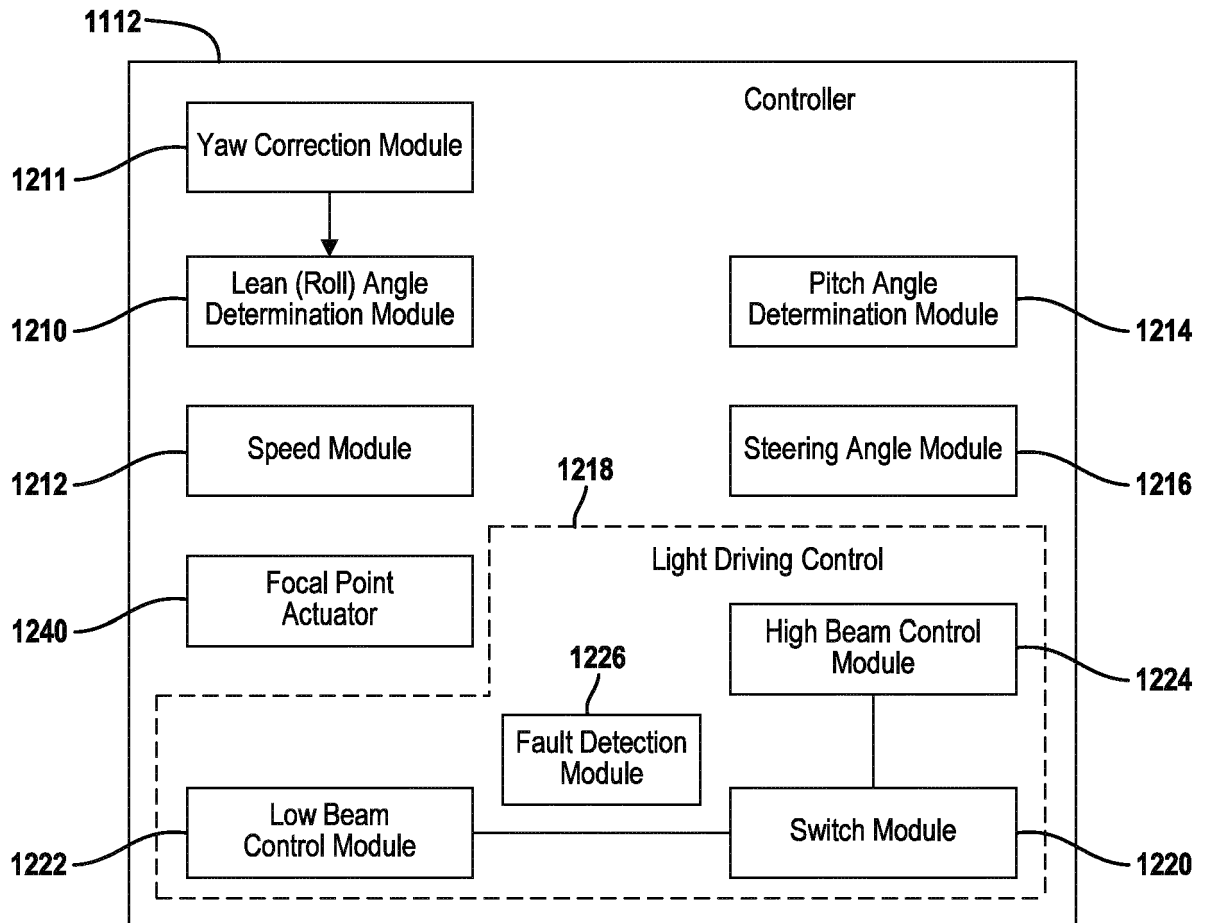 1112
Controller
Yaw Correction Module
1211
Lean (Roll) Angle
Determination Module
1210
Pitch Angle
Determination Module
1214
Speed Module
1212
Steering Angle Module
1216
1218
Light Driving Control
Focal Point
Actuator
1240
High Beam Control
Module
1224
1226
Fault Detection
Module
Low Beam
Control Module
1222
Switch Module
1220